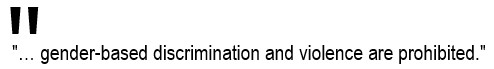 "
"... gender-based discrimination and violence are prohibited."